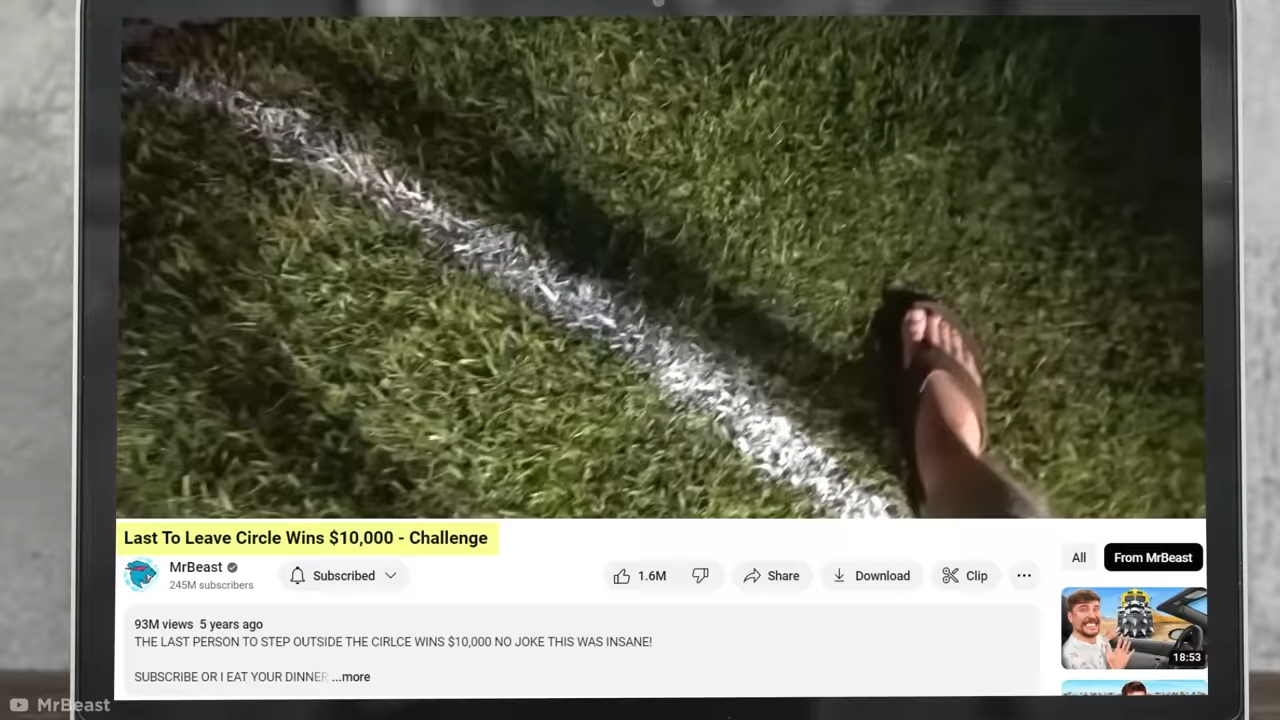 Last To Leave Circle Wins $10,000 - Challenge
MrBeast
245M subscribers
Subscribed
1.6M
Share
Download
Clip
...
All
From MrBeast
18:53
93M views 5 years ago
THE LAST PERSON TO STEP OUTSIDE THE CIRLCE WINS $10,000 NO JOKE THIS WAS INSANE!
SUBSCRIBE OR I EAT YOUR DINNER ...more
MrBeast